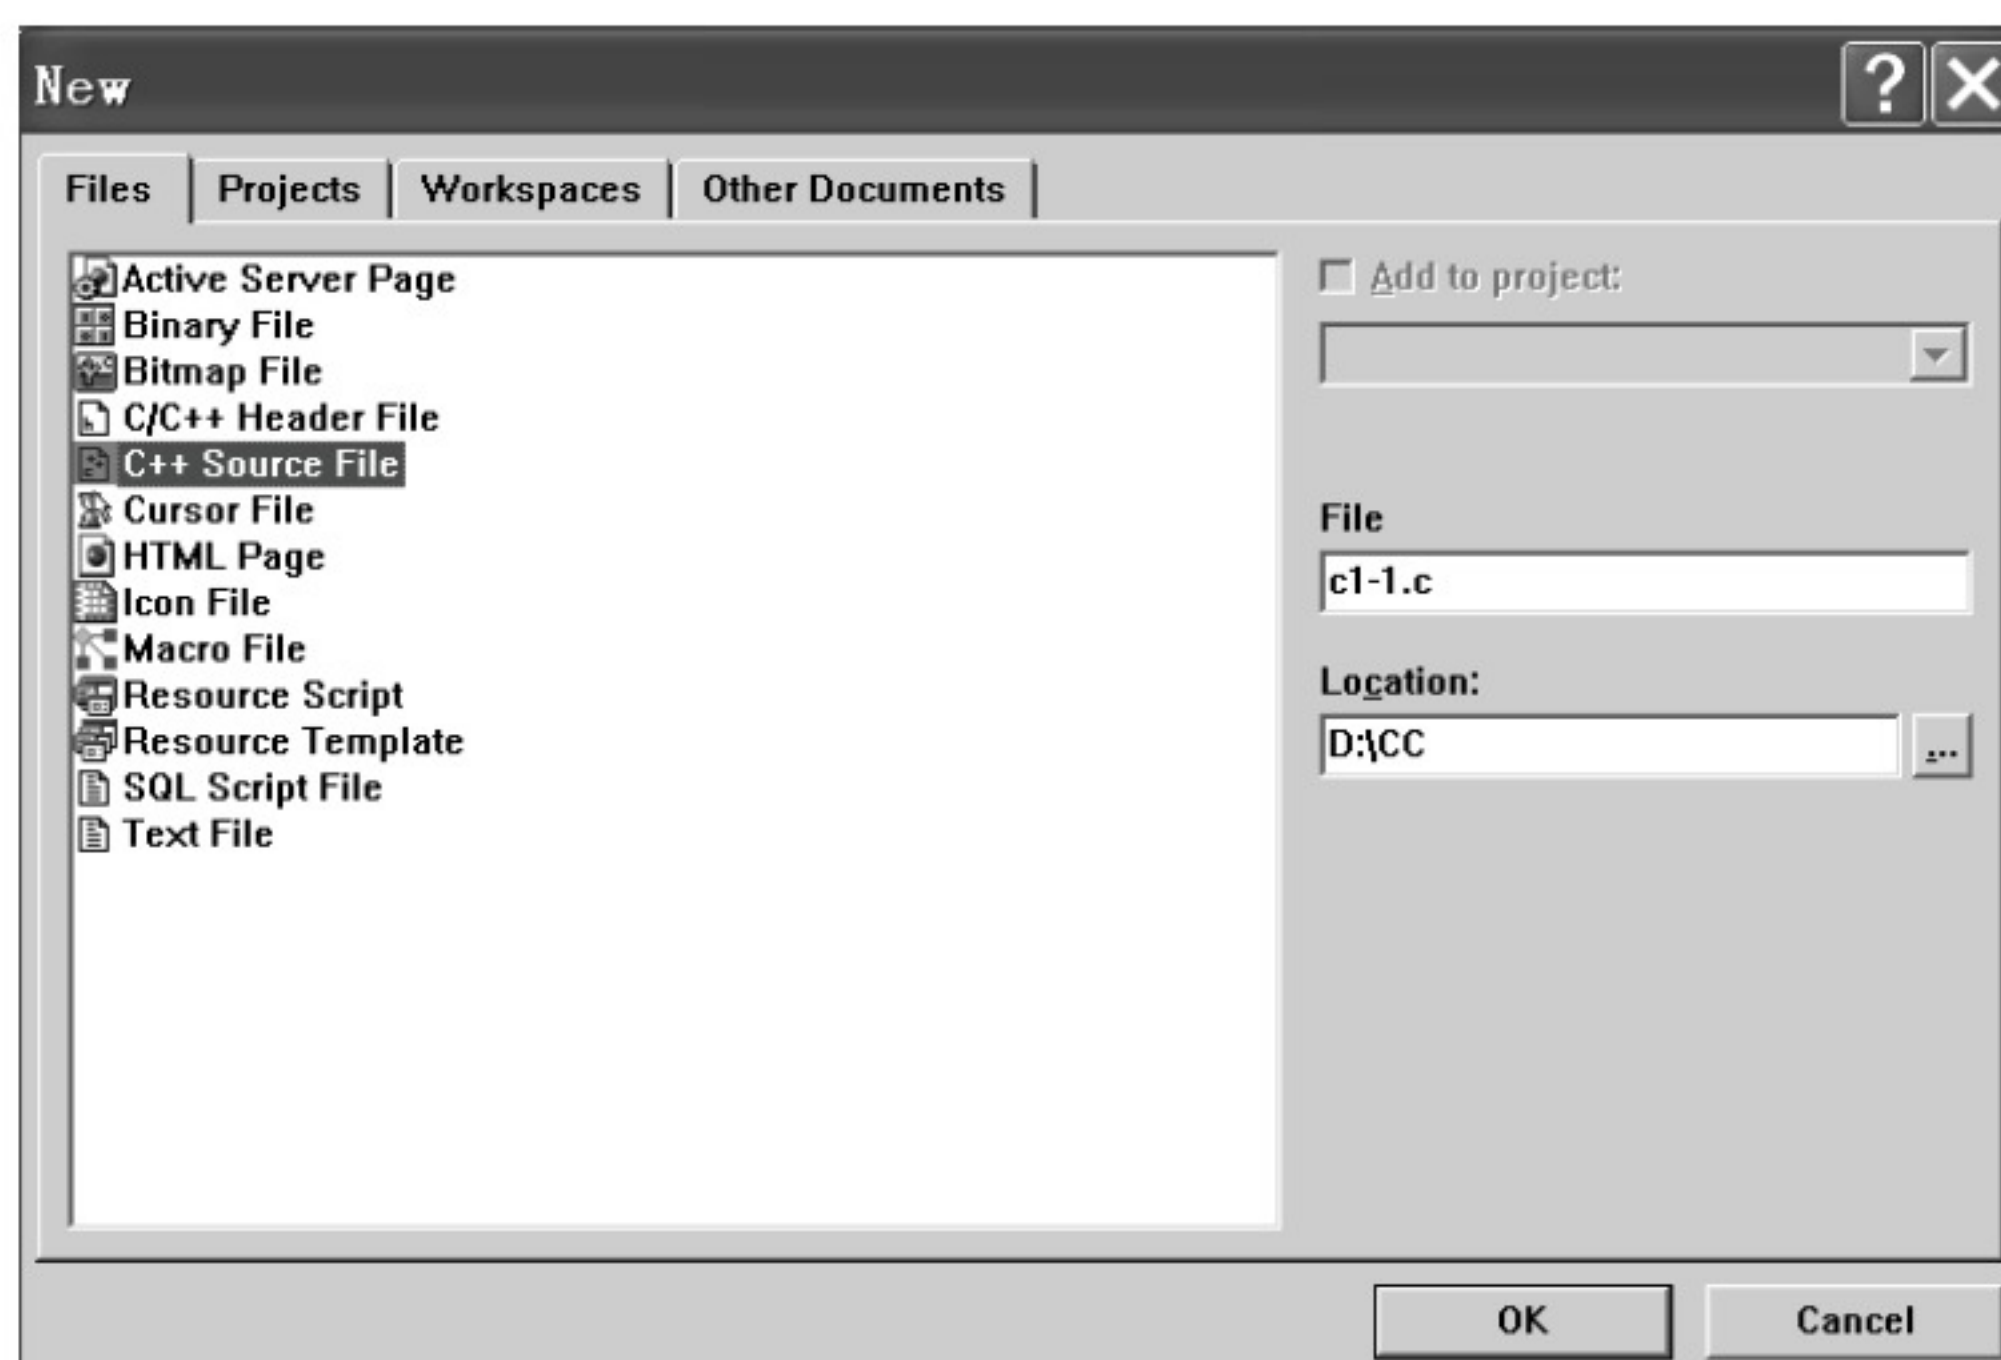 New
Files Projects Workspaces Other Documents
Active Server Page
Binary File
Bitmap File
C/C++ Header File
C++ Source File
Cursor File
HTML Page
Icon File
Macro File
Resource Script
Resource Template
SQL Script File
Text File
Add to project:
File
c1-1.c
Location:
D:\CC
...
OK Cancel